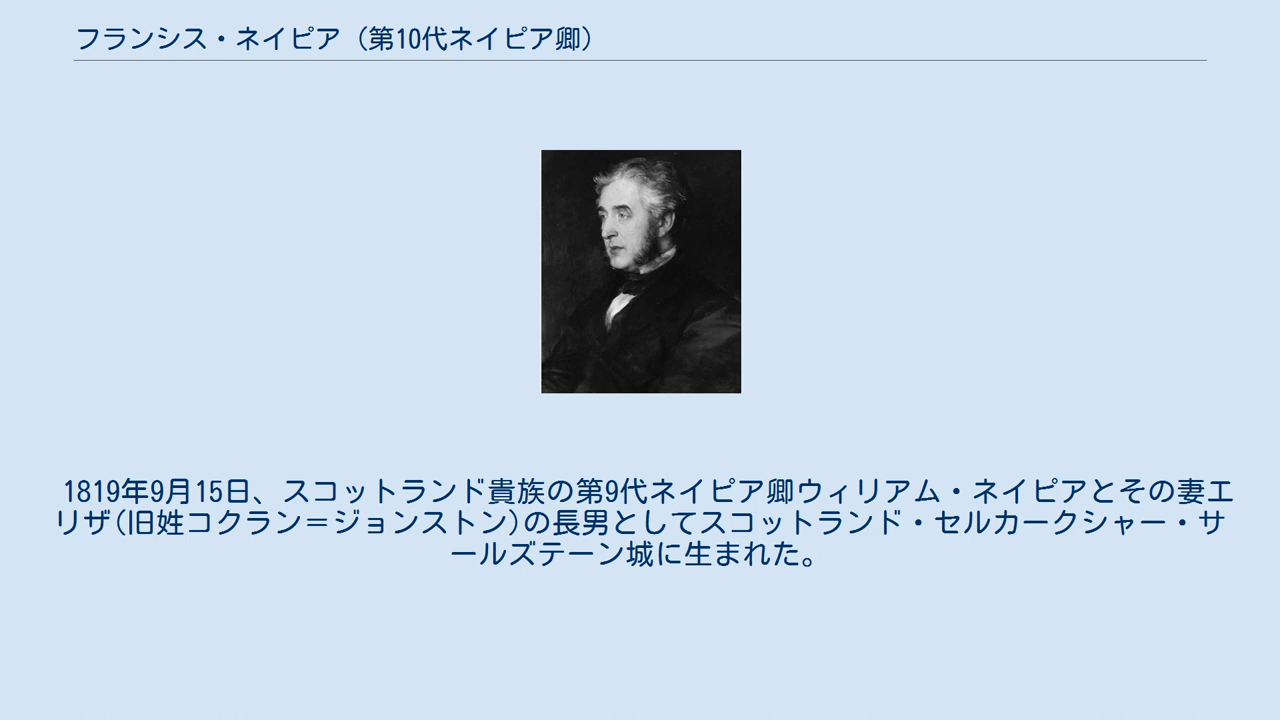 フランシス・ネイピア（第10代ネイピア卿）
1819年9月15日、スコットランド貴族の第9代ネイピア卿ウィリアム・ネイピアとその妻エ
リザ(旧姓コクラン＝ジョンストン)の長男としてスコットランド・セルカークシャー・サ
ールズテーン城に生まれた。